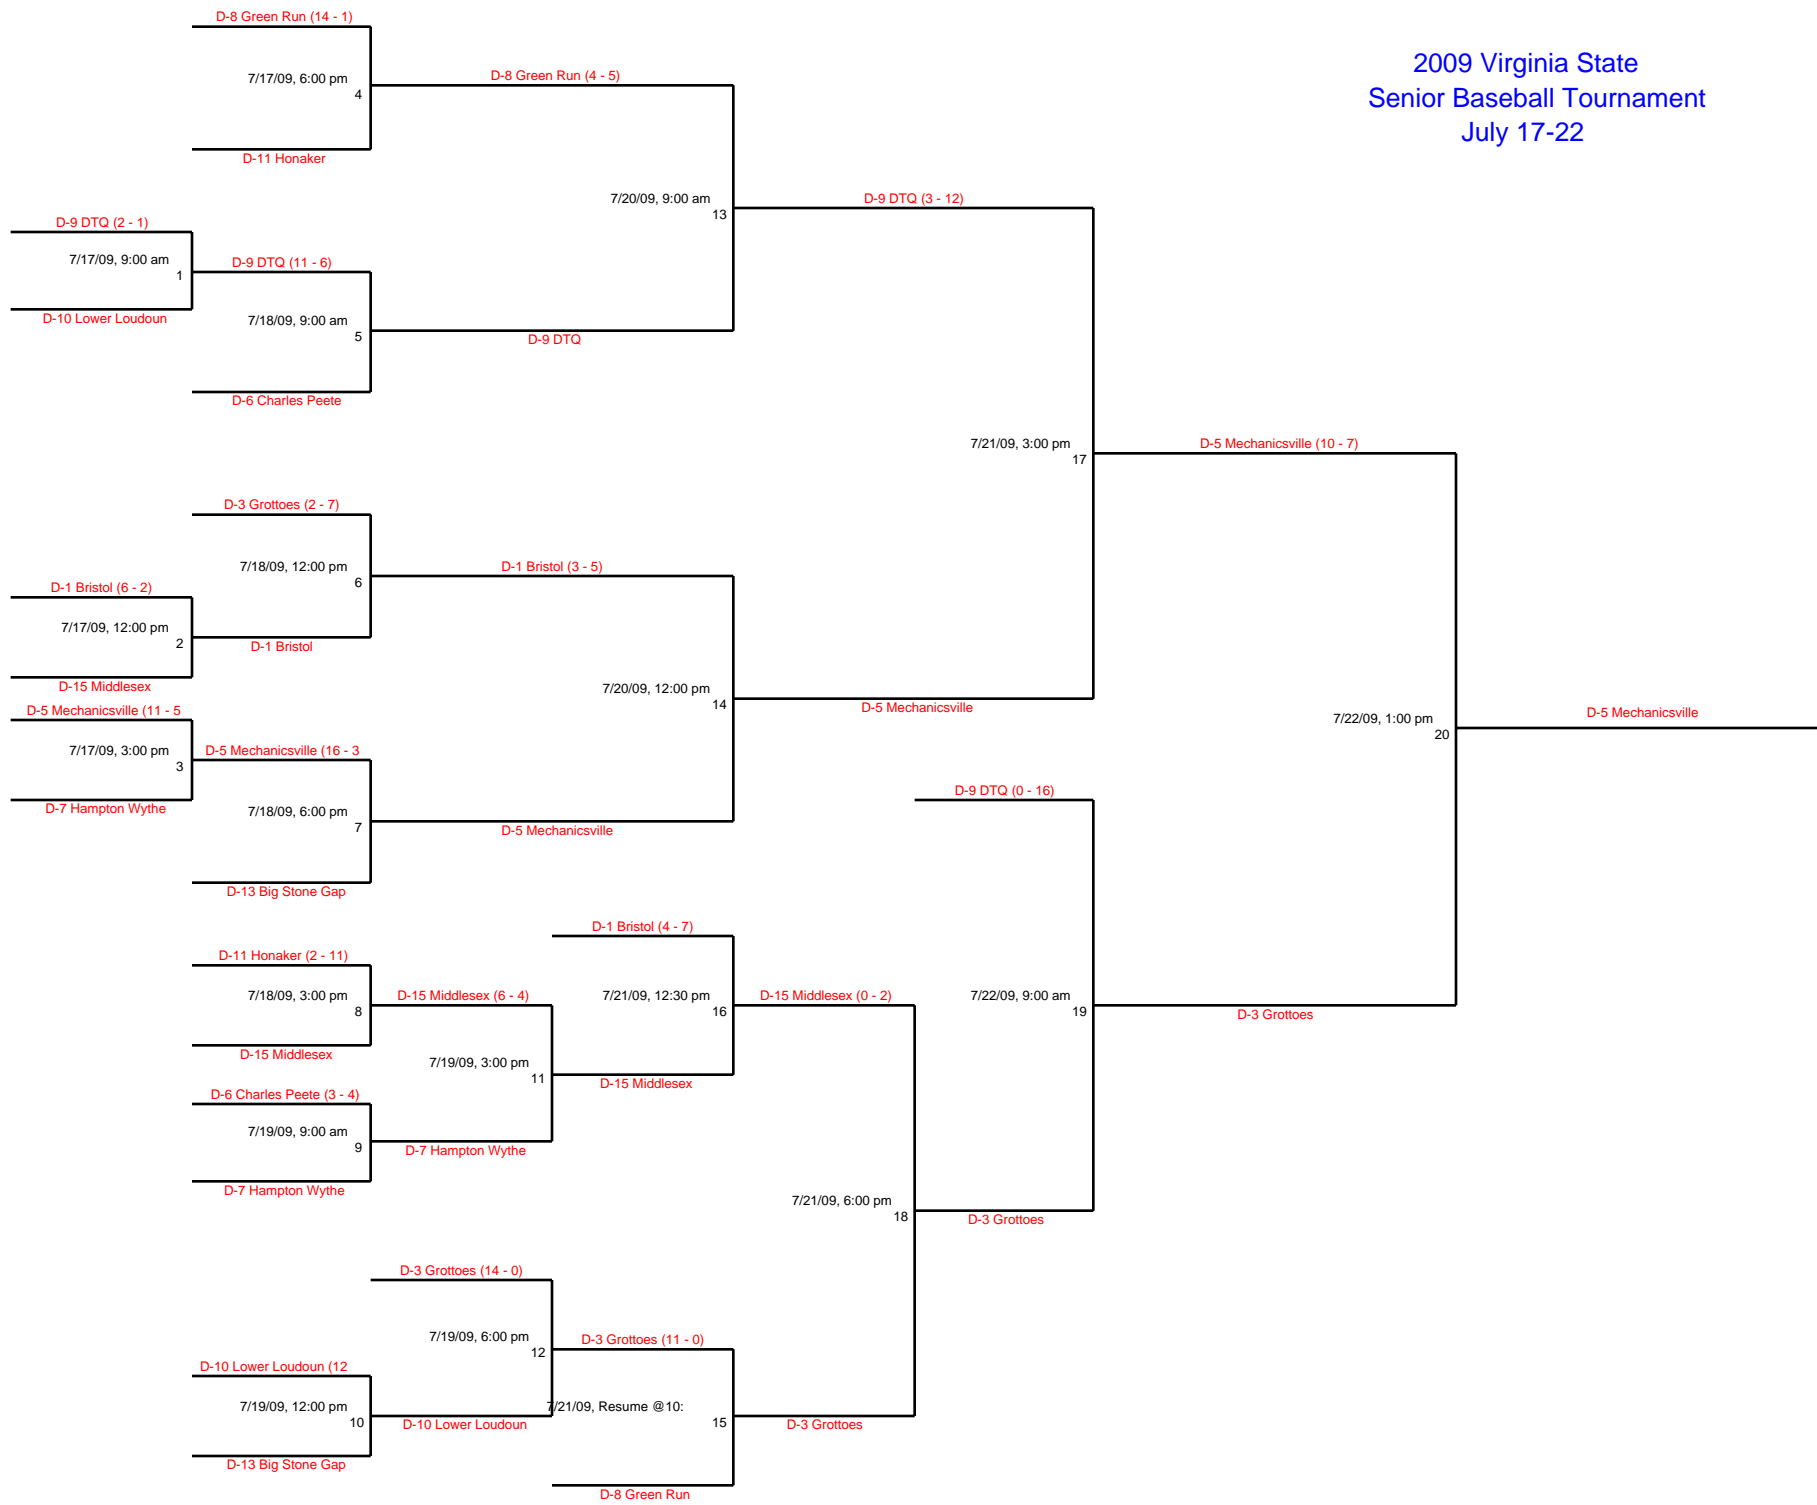 D-8 Green Run (14 - 1)
2009 Virginia State
Senior Baseball Tournament
July 17-22
7/17/09, 6:00 pm
4
D-8 Green Run (4 - 5)
D-11 Honaker
7/20/09, 9:00 am
13
D-9 DTQ (3 - 12)
D-9 DTQ (2 - 1)
7/17/09, 9:00 am
1
D-9 DTQ (11 - 6)
D-10 Lower Loudoun
7/18/09, 9:00 am
5
D-9 DTQ
D-6 Charles Peete
7/21/09, 3:00 pm
17
D-5 Mechanicsville (10 - 7)
D-3 Grottoes (2 - 7)
7/18/09, 12:00 pm
6
D-1 Bristol (3 - 5)
D-1 Bristol (6 - 2)
7/17/09, 12:00 pm
2
D-1 Bristol
D-15 Middlesex
7/20/09, 12:00 pm
14
D-5 Mechanicsville
D-5 Mechanicsville (11 - 5
7/17/09, 3:00 pm
3
D-5 Mechanicsville (16 - 3
D-7 Hampton Wythe
7/18/09, 6:00 pm
7
D-5 Mechanicsville
D-13 Big Stone Gap
7/22/09, 1:00 pm
20
D-5 Mechanicsville
D-9 DTQ (0 - 16)
D-1 Bristol (4 - 7)
D-11 Honaker (2 - 11)
7/18/09, 3:00 pm
8
D-15 Middlesex (6 - 4)
7/21/09, 12:30 pm
16
D-15 Middlesex (0 - 2)
7/22/09, 9:00 am
19
D-3 Grottoes
D-15 Middlesex
7/19/09, 3:00 pm
11
D-15 Middlesex
D-6 Charles Peete (3 - 4)
7/19/09, 9:00 am
9
D-7 Hampton Wythe
D-7 Hampton Wythe
7/21/09, 6:00 pm
18
D-3 Grottoes
D-3 Grottoes (14 - 0)
7/19/09, 6:00 pm
12
D-3 Grottoes (11 - 0)
D-10 Lower Loudoun (12
7/19/09, 12:00 pm
10
D-10 Lower Loudoun
7/21/09, Resume @10:
15
D-3 Grottoes
D-13 Big Stone Gap
D-8 Green Run